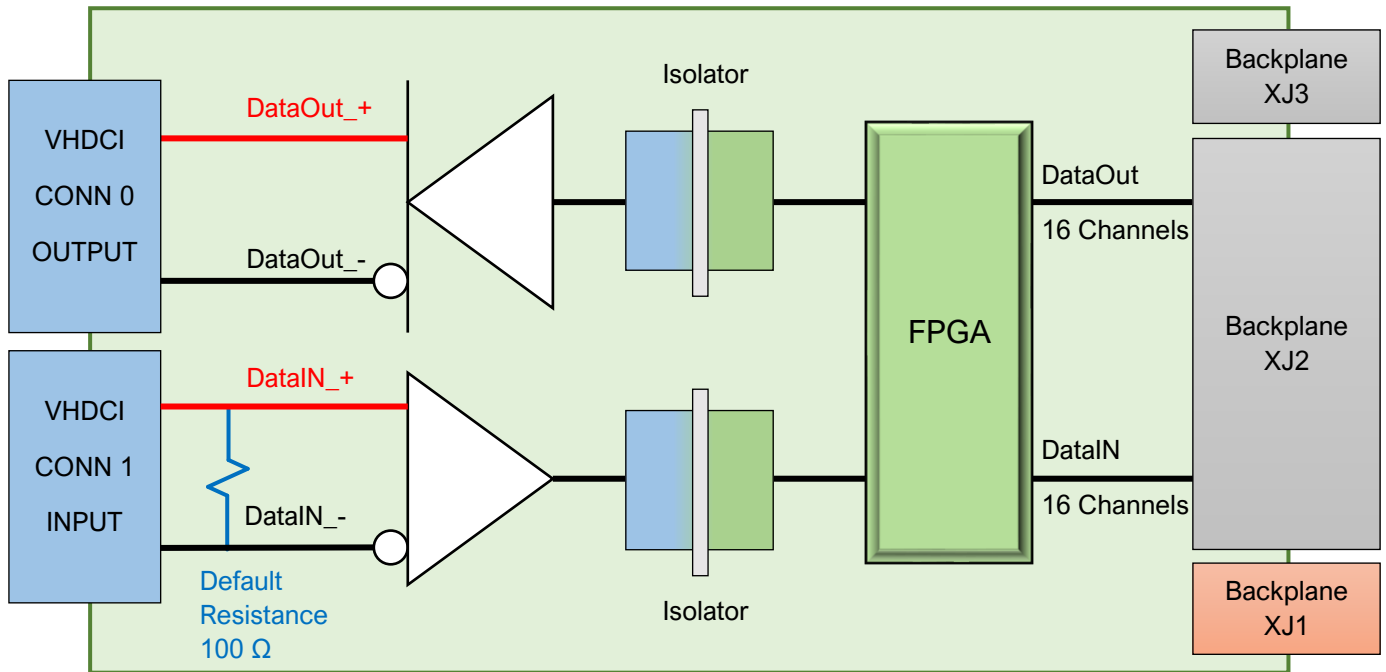 VHDCI
CONN 0
OUTPUT
DataOut_+
DataOut_-
Isolator
FPGA
DataOut
16 Channels
Backplane
XJ3
Backplane
XJ2
VHDCI
CONN 1
INPUT
DataIN_+
DataIN_-
Default
Resistance
100 Ω
Isolator
DataIN
16 Channels
Backplane
XJ1